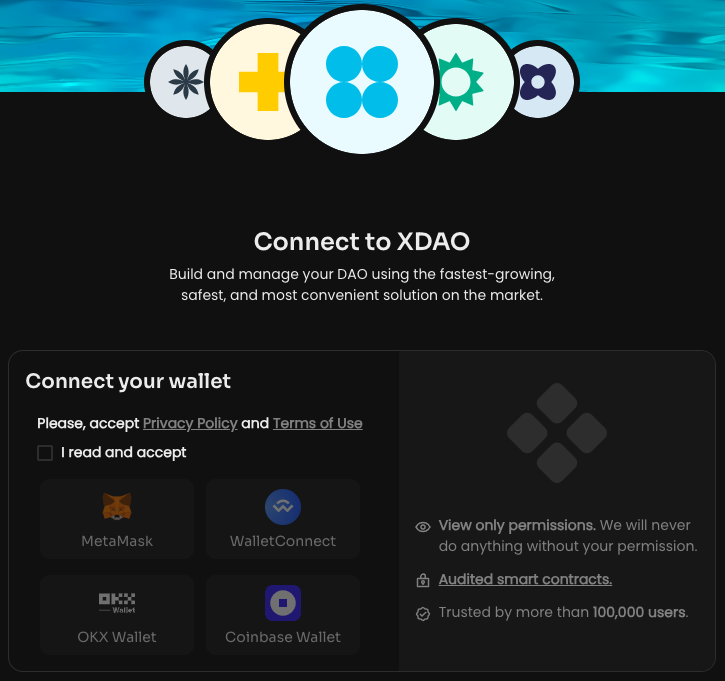 Connect to XDAO
Build and manage your DAO using the fastest-growing,
safest, and most convenient solution on the market.
Connect your wallet
Please, accept Privacy Policy and Terms of Use
I read and accept
MetaMask
WalletConnect
OKX
Wallet
OKX Wallet
Coinbase Wallet
View only permissions. We will never
do anything without your permission.
Audited smart contracts.
Trusted by more than 100,000 users.